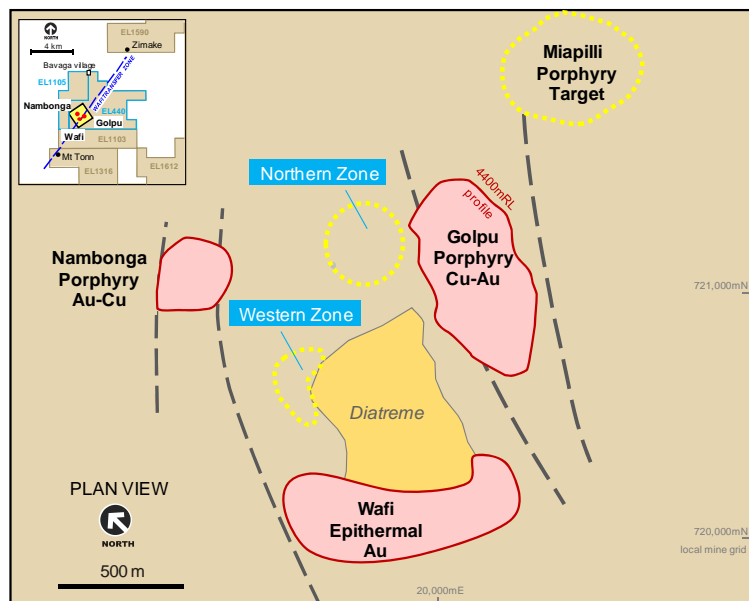 NORTH
4 km
EL1590
Zimake
Bavaga village
EL1105
WAFI TRANSFER ZONE
Nambonga
EL440
Golpu
Wafi
EL1103
Mt Tonn
EL1316
EL1612
Miapilli
Porphyry
Target
Northern Zone
4400mRL
profile
Golpu
Porphyry
Cu-Au
Nambonga
Porphyry
Au-Cu
721,000mN
Western Zone
Diatreme
PLAN VIEW
NORTH
500 m
Wafi
Epithermal
Au
720,000mN
local mine grid
20,000mE